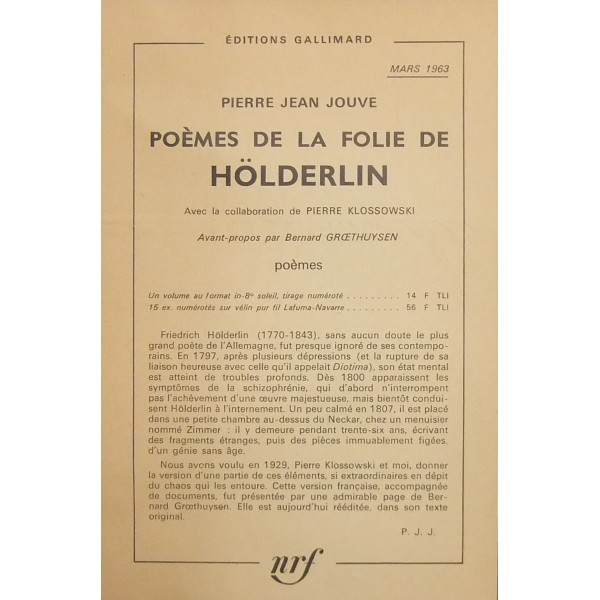 ÉDITIONS GALLIMARD
MARS 1963
PIERRE JEAN JOUVE
POÈMES DE LA FOLIE DE
HÖLDERLIN
Avec la collaboration de PIERRE KLOSSOWSKI
Avant-propos par Bernard GRŒTHUYSEN
poèmes
Un volume au format in-8° soleil, tirage numéroté . . . . . . . . . 14 F TLI
15 ex. numérotés sur vélin pur fil Lafuma-Navarre . . . . . . . . . 56 F TLI
Friedrich Hölderlin (1770-1843), sans aucun doute le plus
grand poète de l'Allemagne, fut presque ignoré de ses contempo-
rains. En 1797, après plusieurs dépressions (et la rupture de sa
liaison heureuse avec celle qu'il appelait Diotima), son état mental
est atteint de troubles profonds. Dès 1800 apparaissent les
symptômes de la schizophrénie, qui d'abord n'interrompent
pas l'achèvement d'une œuvre majestueuse, mais bientôt condui-
sent Hölderlin à l'internement. Un peu calmé en 1807, il est placé
dans une petite chambre au-dessus du Neckar, chez un menuisier
nommé Zimmer : il y demeure pendant trente-six ans, écrivant
des fragments étranges, puis des pièces immuablement figées,
d'un génie sans âge.
Nous avons voulu en 1929, Pierre Klossowski et moi, donner
la version d'une partie de ces éléments, si extraordinaires en dépit
du chaos qui les entoure. Cette version française, accompagnée
de documents, fut présentée par une admirable page de Ber-
nard Grœthuysen. Elle est aujourd'hui rééditée, dans son texte
original.
P. J. J.
nrf